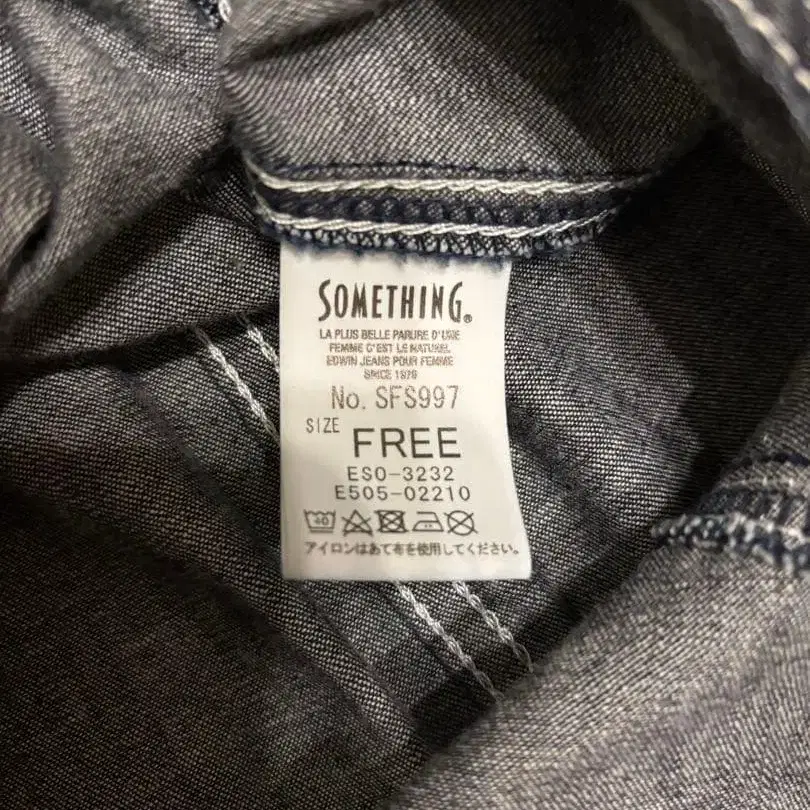 SOMETHING®
LA PLUS BELLE PARURE D'UNE
FEMME C'EST LE NATUREL
EDWIN JEANS POUR FEMME
SINCE 1979
No. SFS997
SIZE FREE
ES0-3232
E505-02210
40
アイロンはあて布を使用してください。